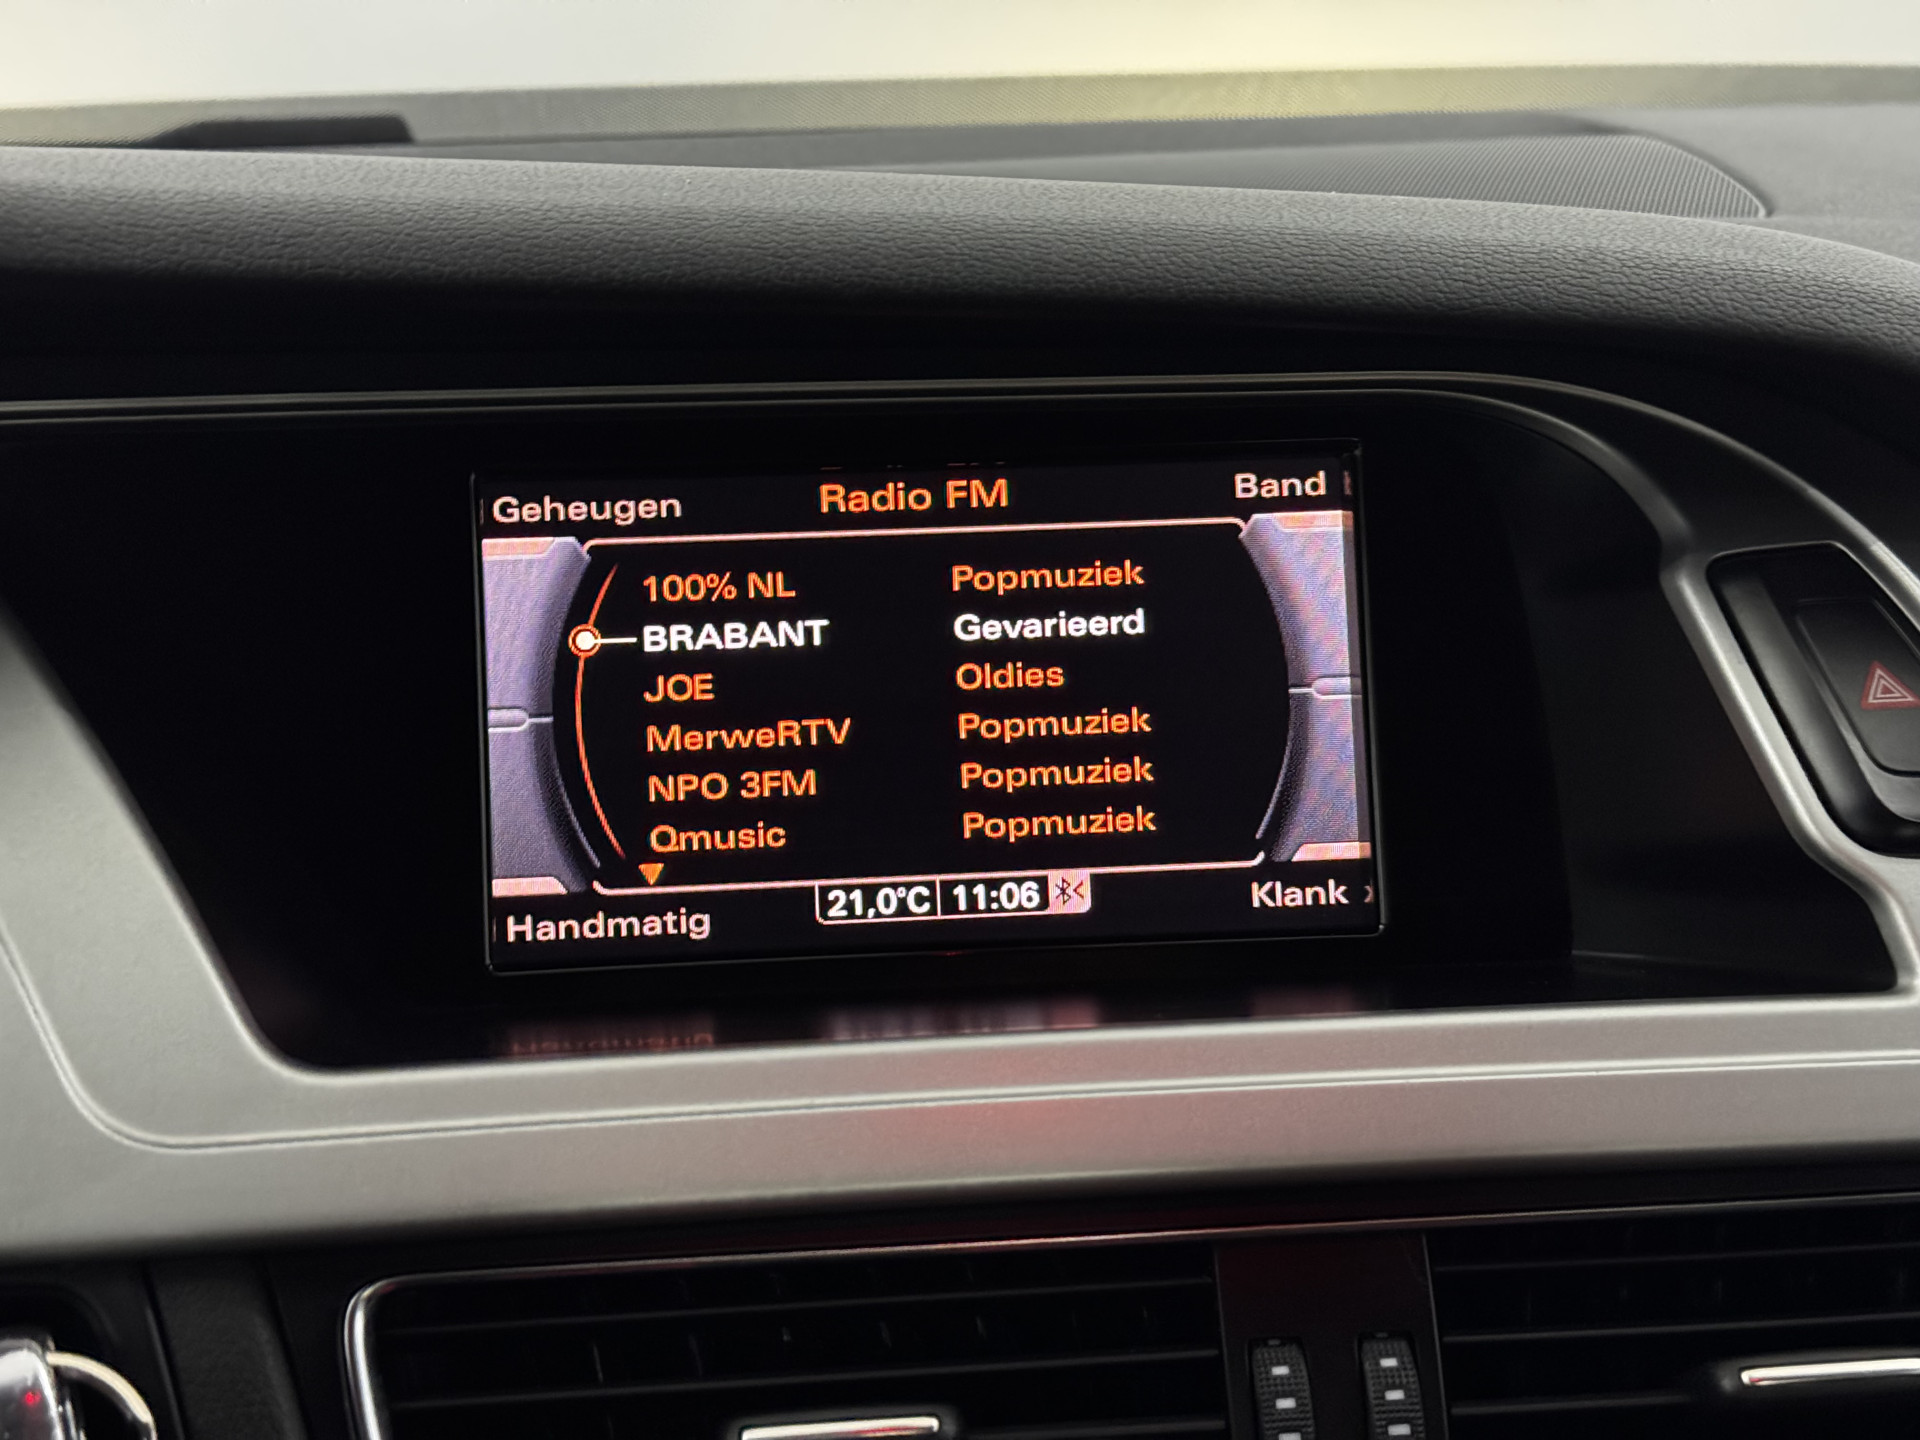 Geheugen Radio FM Band
100% NL Popmuziek
BRABANT Gevarieerd
JOE Oldies
MerweRTV Popmuziek
NPO 3FM Popmuziek
Qmusic Popmuziek
Handmatig 21,0°C 11:06 Klank